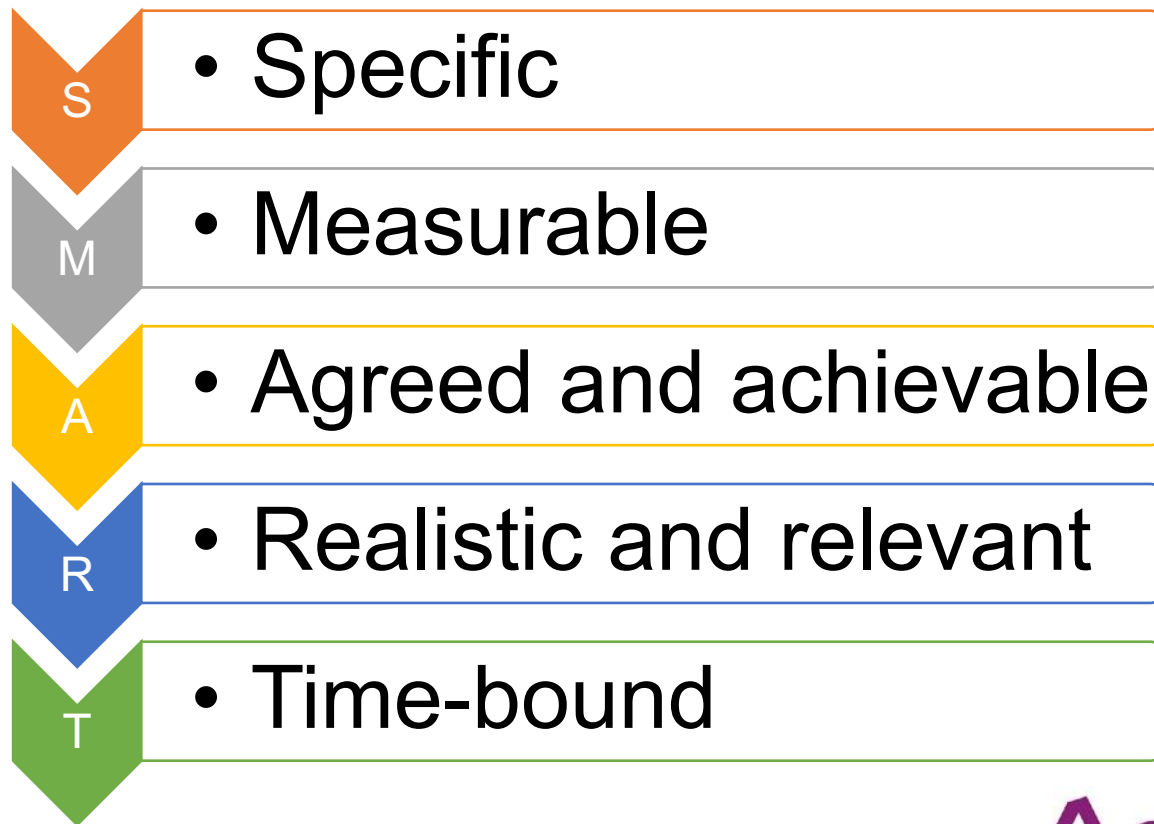 S
• Specific
M
• Measurable
A
• Agreed and achievable
R
• Realistic and relevant
T
• Time-bound